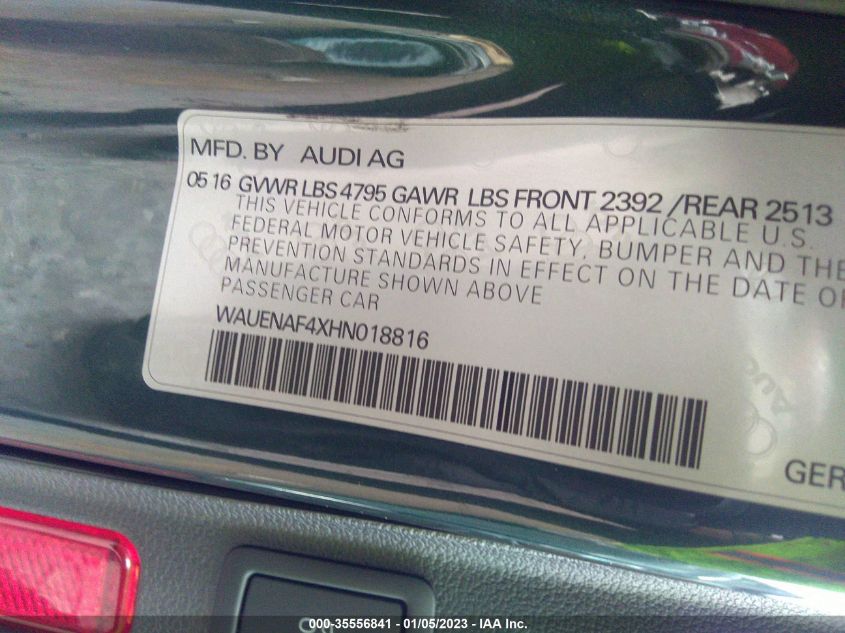 MFD. BY AUDI AG
05 16 GVWR LBS 4795 GAWR LBS FRONT 2392 /REAR 2513
THIS VEHICLE CONFORMS TO ALL APPLICABLE U.S.
FEDERAL MOTOR VEHICLE SAFETY, BUMPER AND THE
PREVENTION STANDARDS IN EFFECT ON THE DATE OF
MANUFACTURE SHOWN ABOVE
PASSENGER CAR
WAUENAF4XHN018816
GER
000-35556841 - 01/05/2023 - IAA Inc.